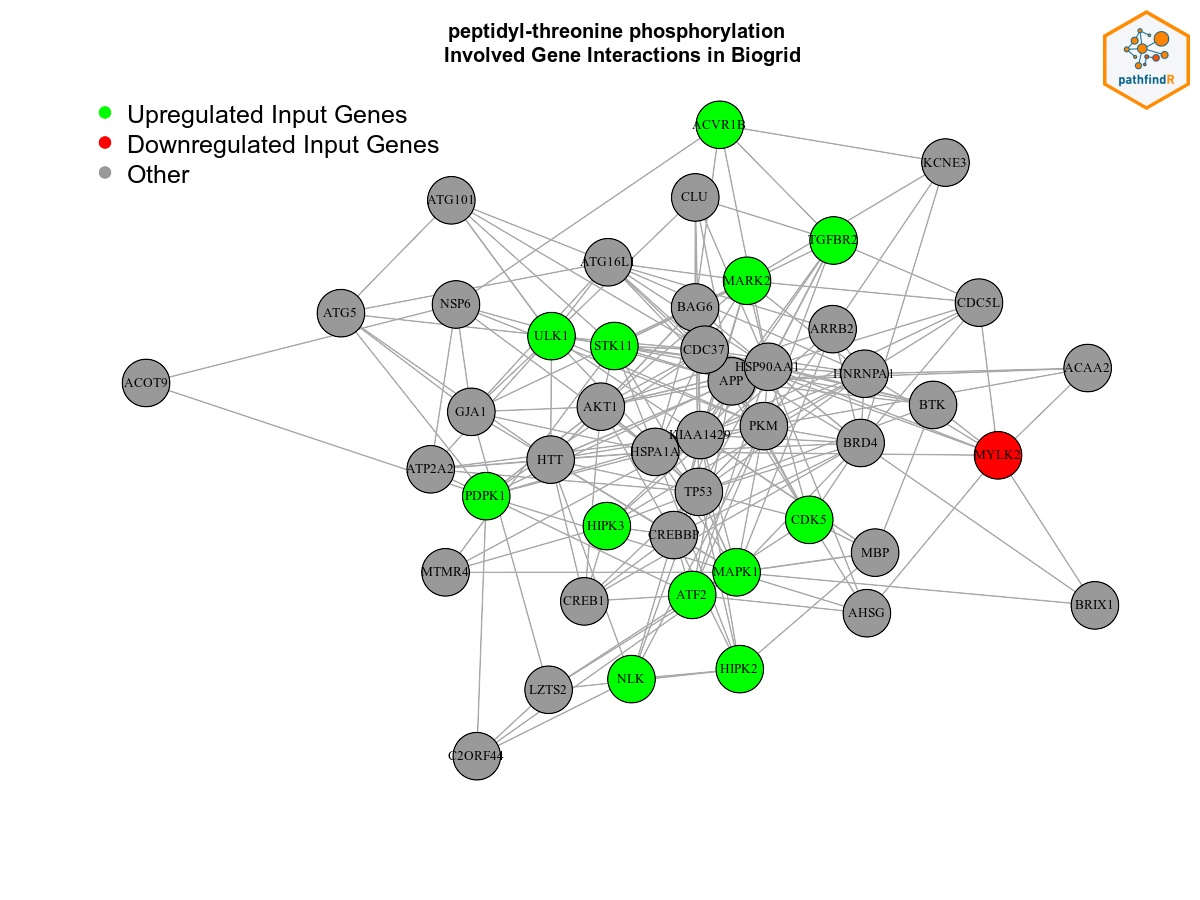 peptidyl-threonine phosphorylation
Involved Gene Interactions in Biogrid
pathfindR
Upregulated Input Genes
Downregulated Input Genes
Other
ACVR1B
KCNE3
ATG101
CLU
TGFBR2
ATG16L1
MARK2
NSP6
BAG6
CDC5L
ATG5
ARRB2
ULK1
STK11
CDC37
HSP90AA1
HNRNPA1
ACAA2
ACOT9
APP
GJA1
AKT1
BTK
PKM
KIAA1429
BRD4
HSPA1A
MYLK2
HTT
ATP2A2
PDPK1
TP53
CDK5
HIPK3
CREBBP
MBP
MTMR4
MAPK1
ATF2
CREB1
AHSG
BRIX1
HIPK2
NLK
LZTS2
C2ORF44